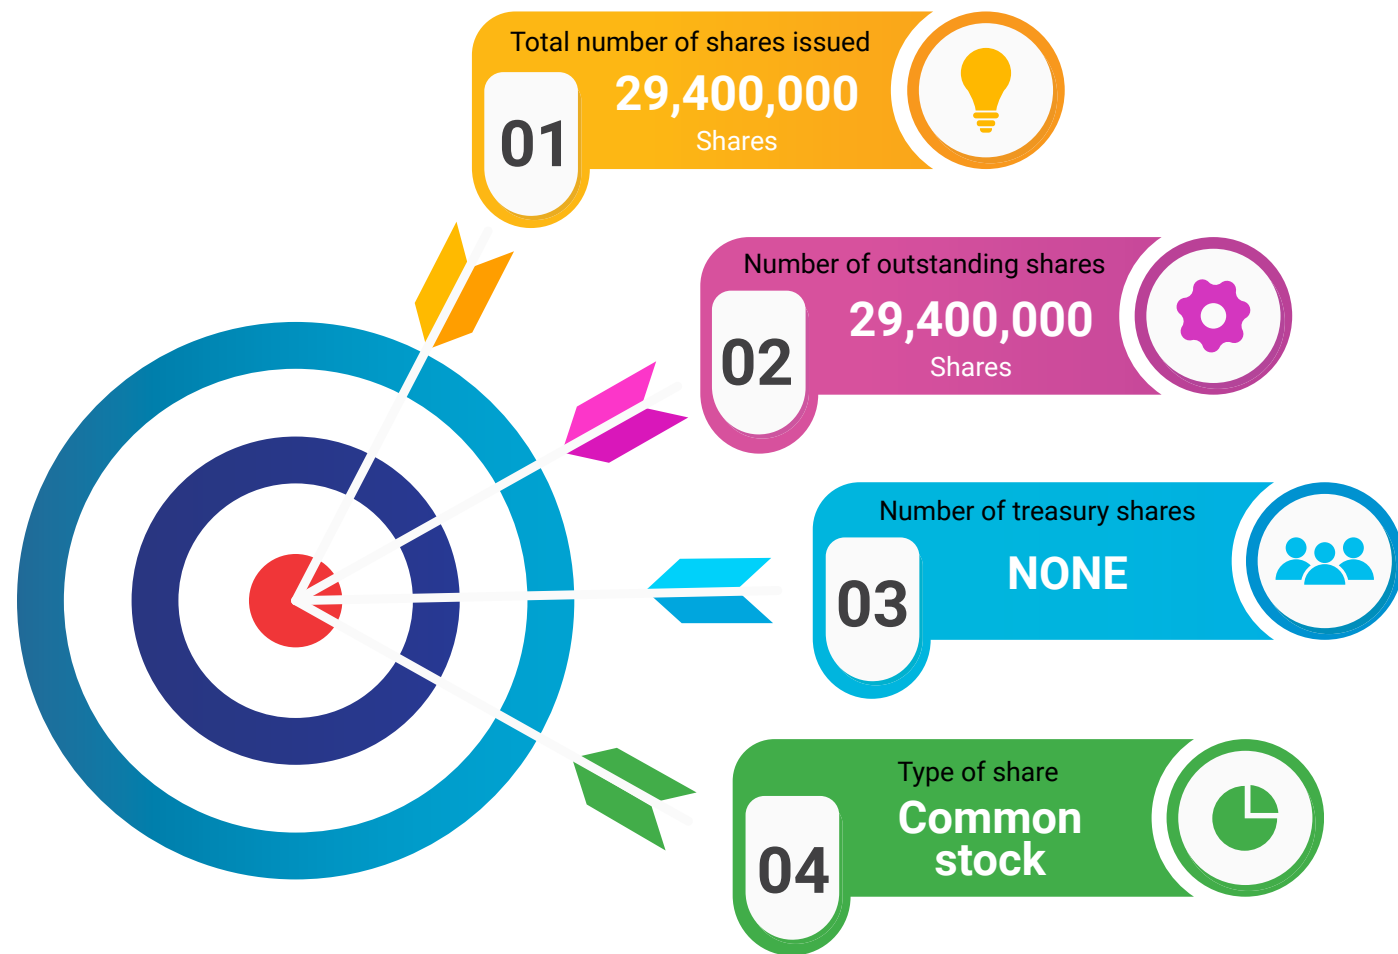 Total number of shares issued
29,400,000
Shares
01
Number of outstanding shares
29,400,000
Shares
02
Number of treasury shares
NONE
03
Type of share
Common
stock
04